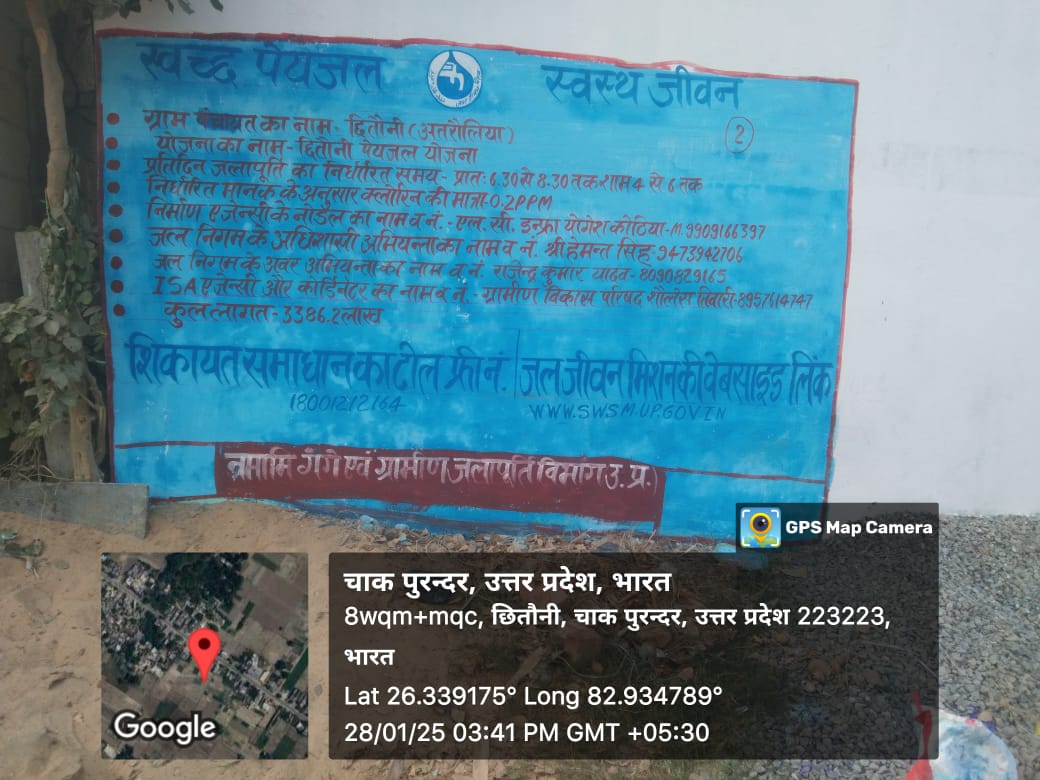 स्वच्छ पेयजल स्वस्थ जीवन
2
ग्राम पंचायत का नाम- छितौनी (अतरौलिया)
योजना का नाम- छितौनी पेयजल योजना
प्रतिदिन जलापूर्ति का निर्धारित समय- प्रात: 6.30 से 8.30 तक शाम 4 से 6 तक
निर्धारित मानक के अनुसार क्लोरिन की मात्रा-0.2PPM
निर्माण एजेन्सी के नोडल का नाम व नं.- एल. सी. इन्फ्रा योगेश कोटिया-M.9909166397
जल निगम के अधिशासी अभियन्ता का नाम व नं. श्री हेमन्त सिंह-9473942706
जल निगम के अवर अभियन्ता का नाम व नं. राजेन्द्र कुमार यादव-8090829165
ISA एजेन्सी और कोर्डिनेटर का नाम व नं.- ग्रामीण विकास परिषद शैलेश तिवारी-8957614747
कुल लागत-3386.2 लाख
शिकायत समाधान का टोल फ्री नं. जल जीवन मिशन की वेबसाइड लिंक
18001212164 WWW.SWSM.UP.GOV IN
नमामि गंगे एवं ग्रामीण जलापूर्ति विभाग उ. प्र.
GPS Map Camera
चाक पुरन्दर, उत्तर प्रदेश, भारत
8wqm+mqc, छितौनी, चाक पुरन्दर, उत्तर प्रदेश 223223,
भारत
Lat 26.339175° Long 82.934789°
28/01/25 03:41 PM GMT +05:30
Google